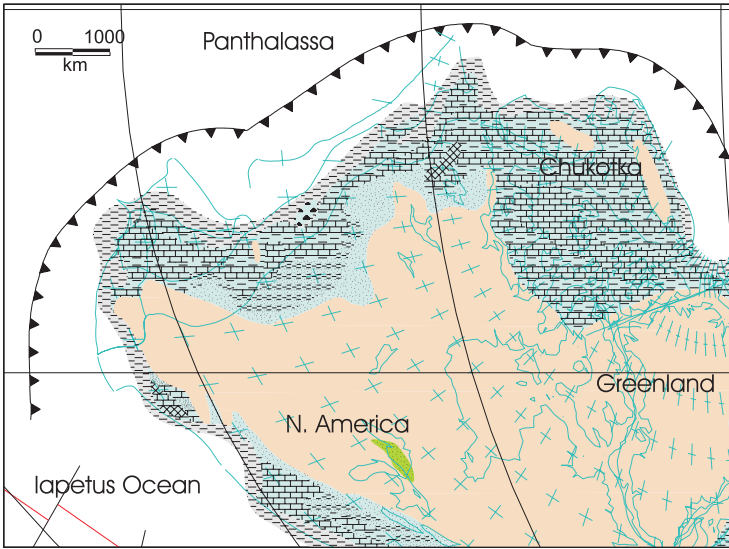 Panthalassa
0 1000
km
Chukotka
Greenland
N. America
Iapetus Ocean